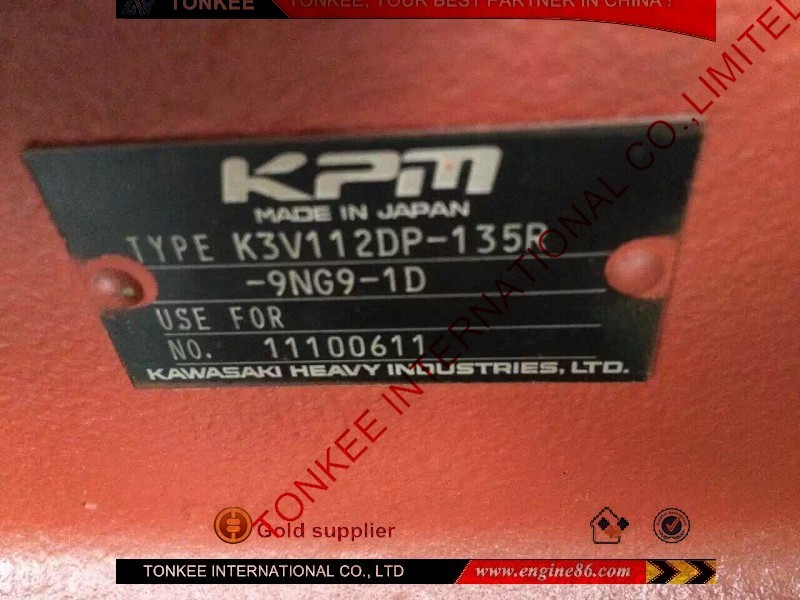 TONKEE
TONKEE, YOUR BEST PARTNER IN CHINA !
KPM
MADE IN JAPAN
TYPE K3V112DP-135R
-9NG9-1D
USE FOR
NO. 11100611
KAWASAKI HEAVY INDUSTRIES, LTD.
TONKEE INTERNATIONAL CO.,LIMITED
Gold supplier
TONKEE INTERNATIONAL CO., LTD
www.engine86.com